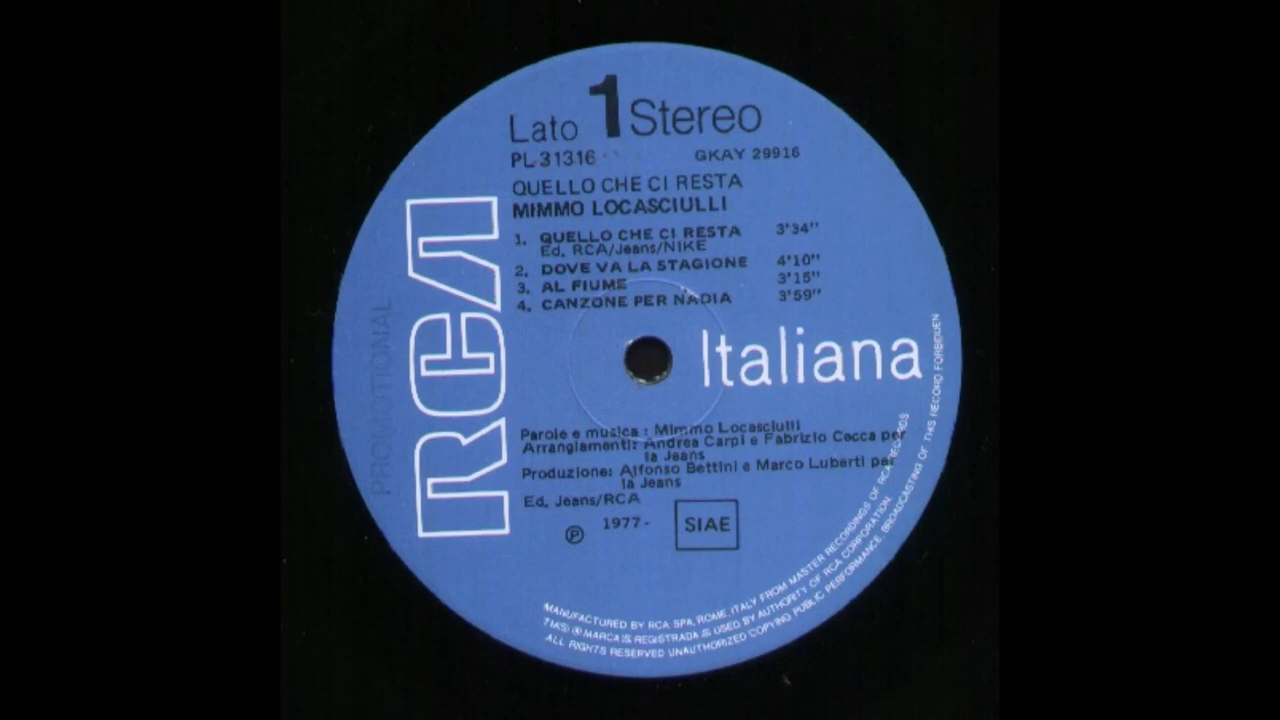 Lato 1 Stereo
PL 31316 GKAY 29916
QUELLO CHE CI RESTA
MIMMO LOCASCIULLI
1. QUELLO CHE CI RESTA 3'34"
Ed. RCA/Jeans/NIKE
2. DOVE VA LA STAGIONE 4'10"
3. AL FIUME 3'15"
4. CANZONE PER NADIA 3'59"
RCA
Italiana
PROMOTIONAL
Parole e musica : Mimmo Locasciulli
Arrangiamenti: Andrea Carpi e Fabrizio Cecca per
la Jeans
Produzione: Alfonso Bettini e Marco Luberti per
la Jeans
Ed. Jeans/RCA
℗ 1977 - SIAE
MANUFACTURED BY RCA SPA, ROME, ITALY FROM MASTER RECORDINGS OF RCA RECORDS
TM(S) ® MARCA(S) REGISTRADA(S) USED BY AUTHORITY OF RCA CORPORATION.
ALL RIGHTS RESERVED UNAUTHORIZED COPYING PUBLIC PERFORMANCE, BROADCASTING OF THIS RECORD FORBIDDEN